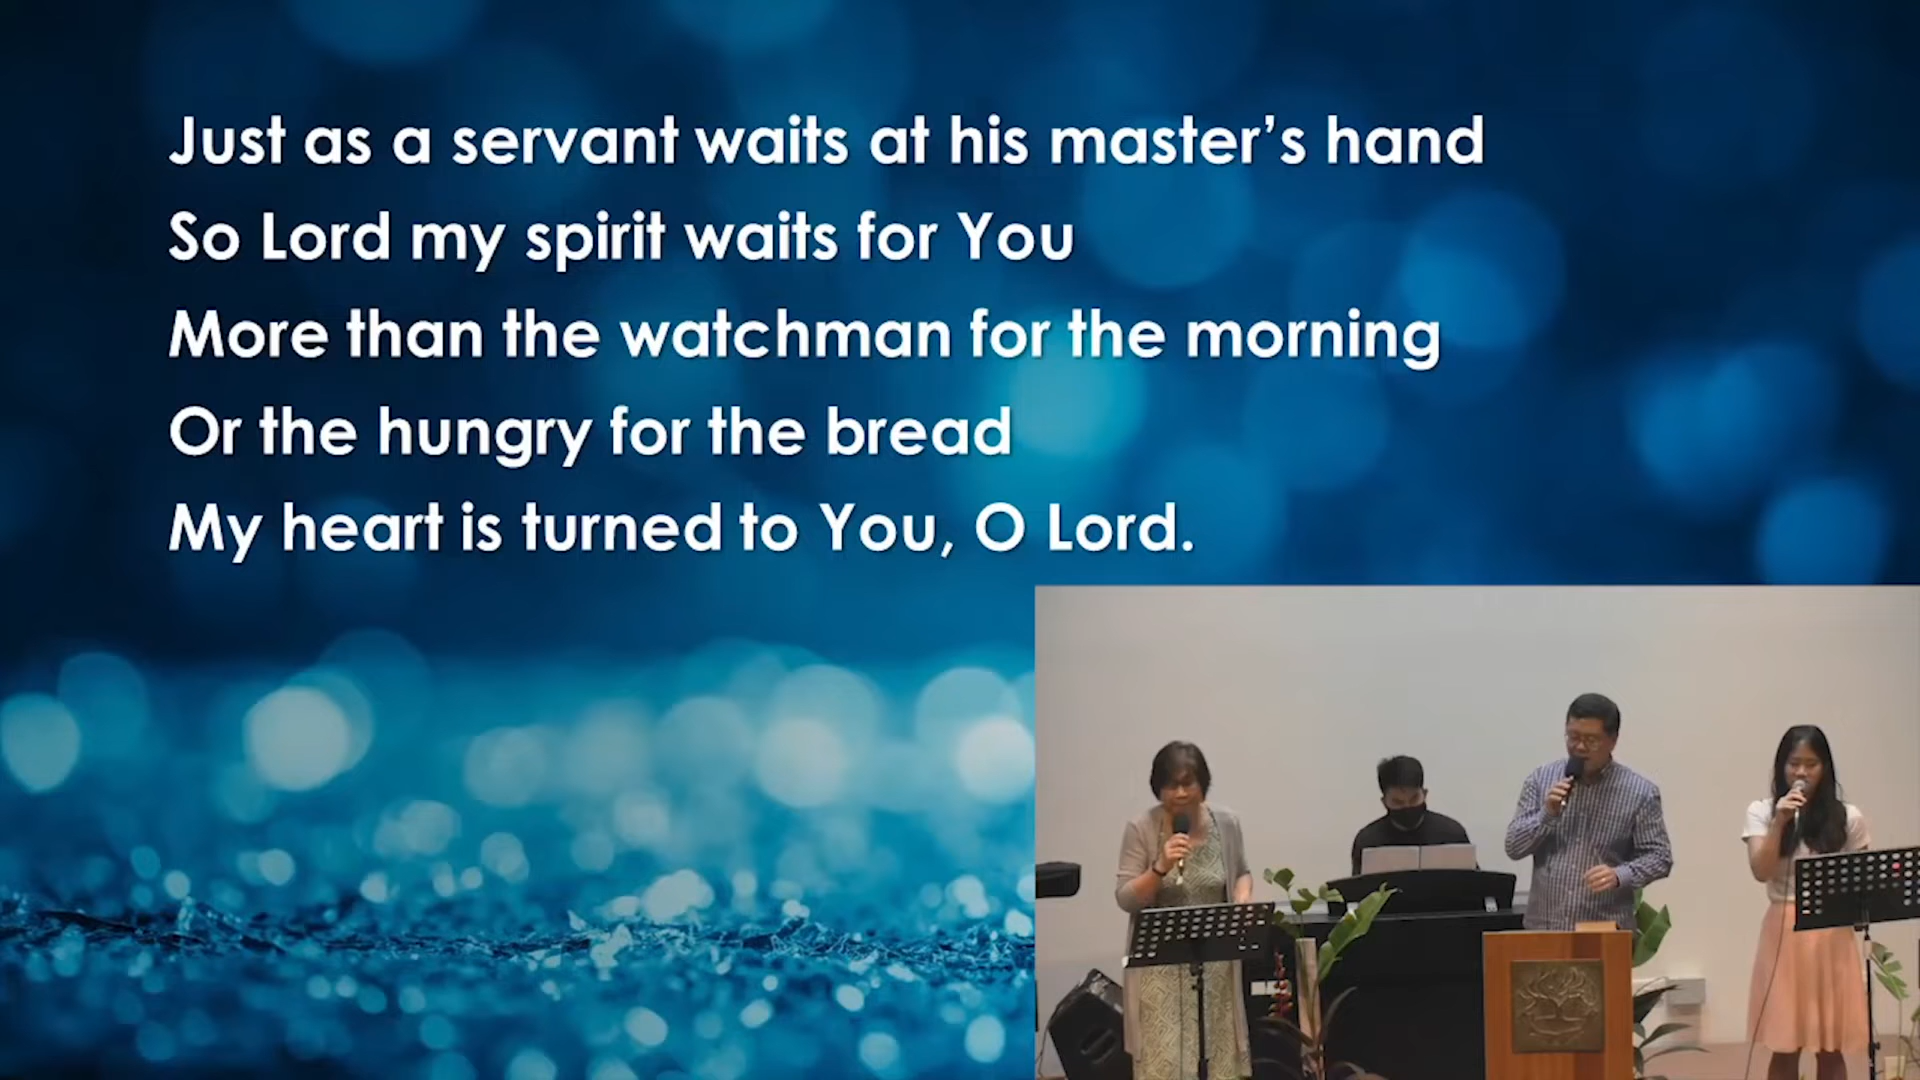 Just as a servant waits at his master’s hand
So Lord my spirit waits for You
More than the watchman for the morning
Or the hungry for the bread
My heart is turned to You, O Lord.